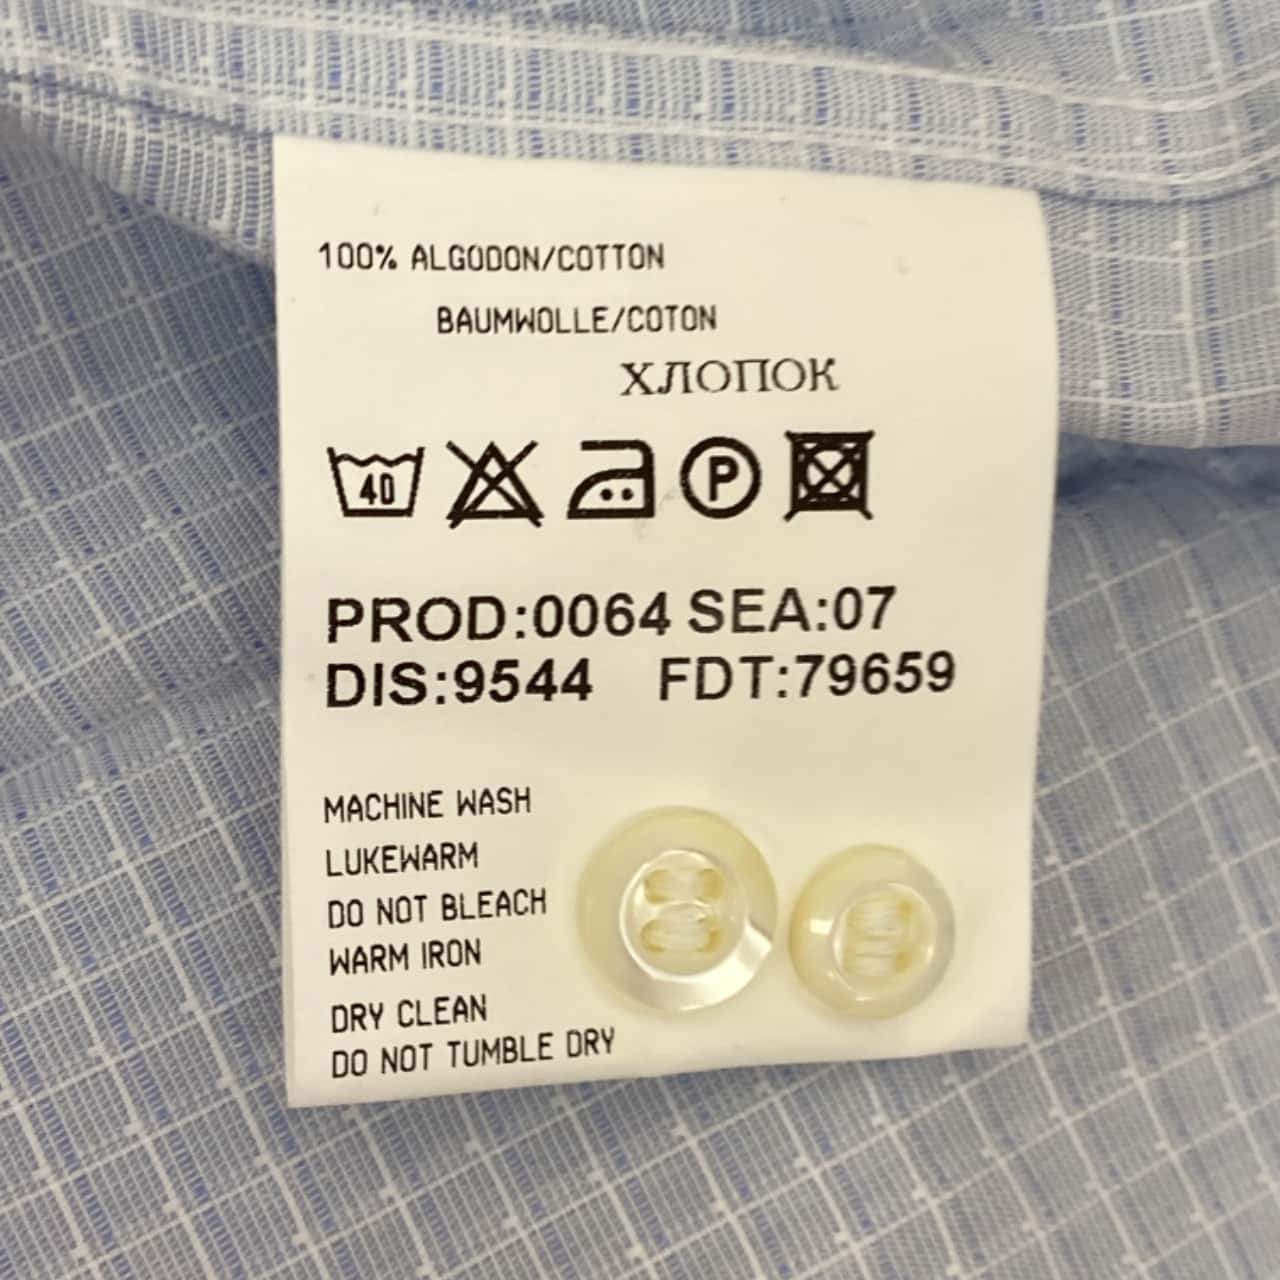 100% ALGODON/COTTON
BAUMWOLLE/COTON
ХЛОПОК
40 P
PROD:0064 SEA:07
DIS:9544 FDT:79659
MACHINE WASH
LUKEWARM
DO NOT BLEACH
WARM IRON
DRY CLEAN
DO NOT TUMBLE DRY